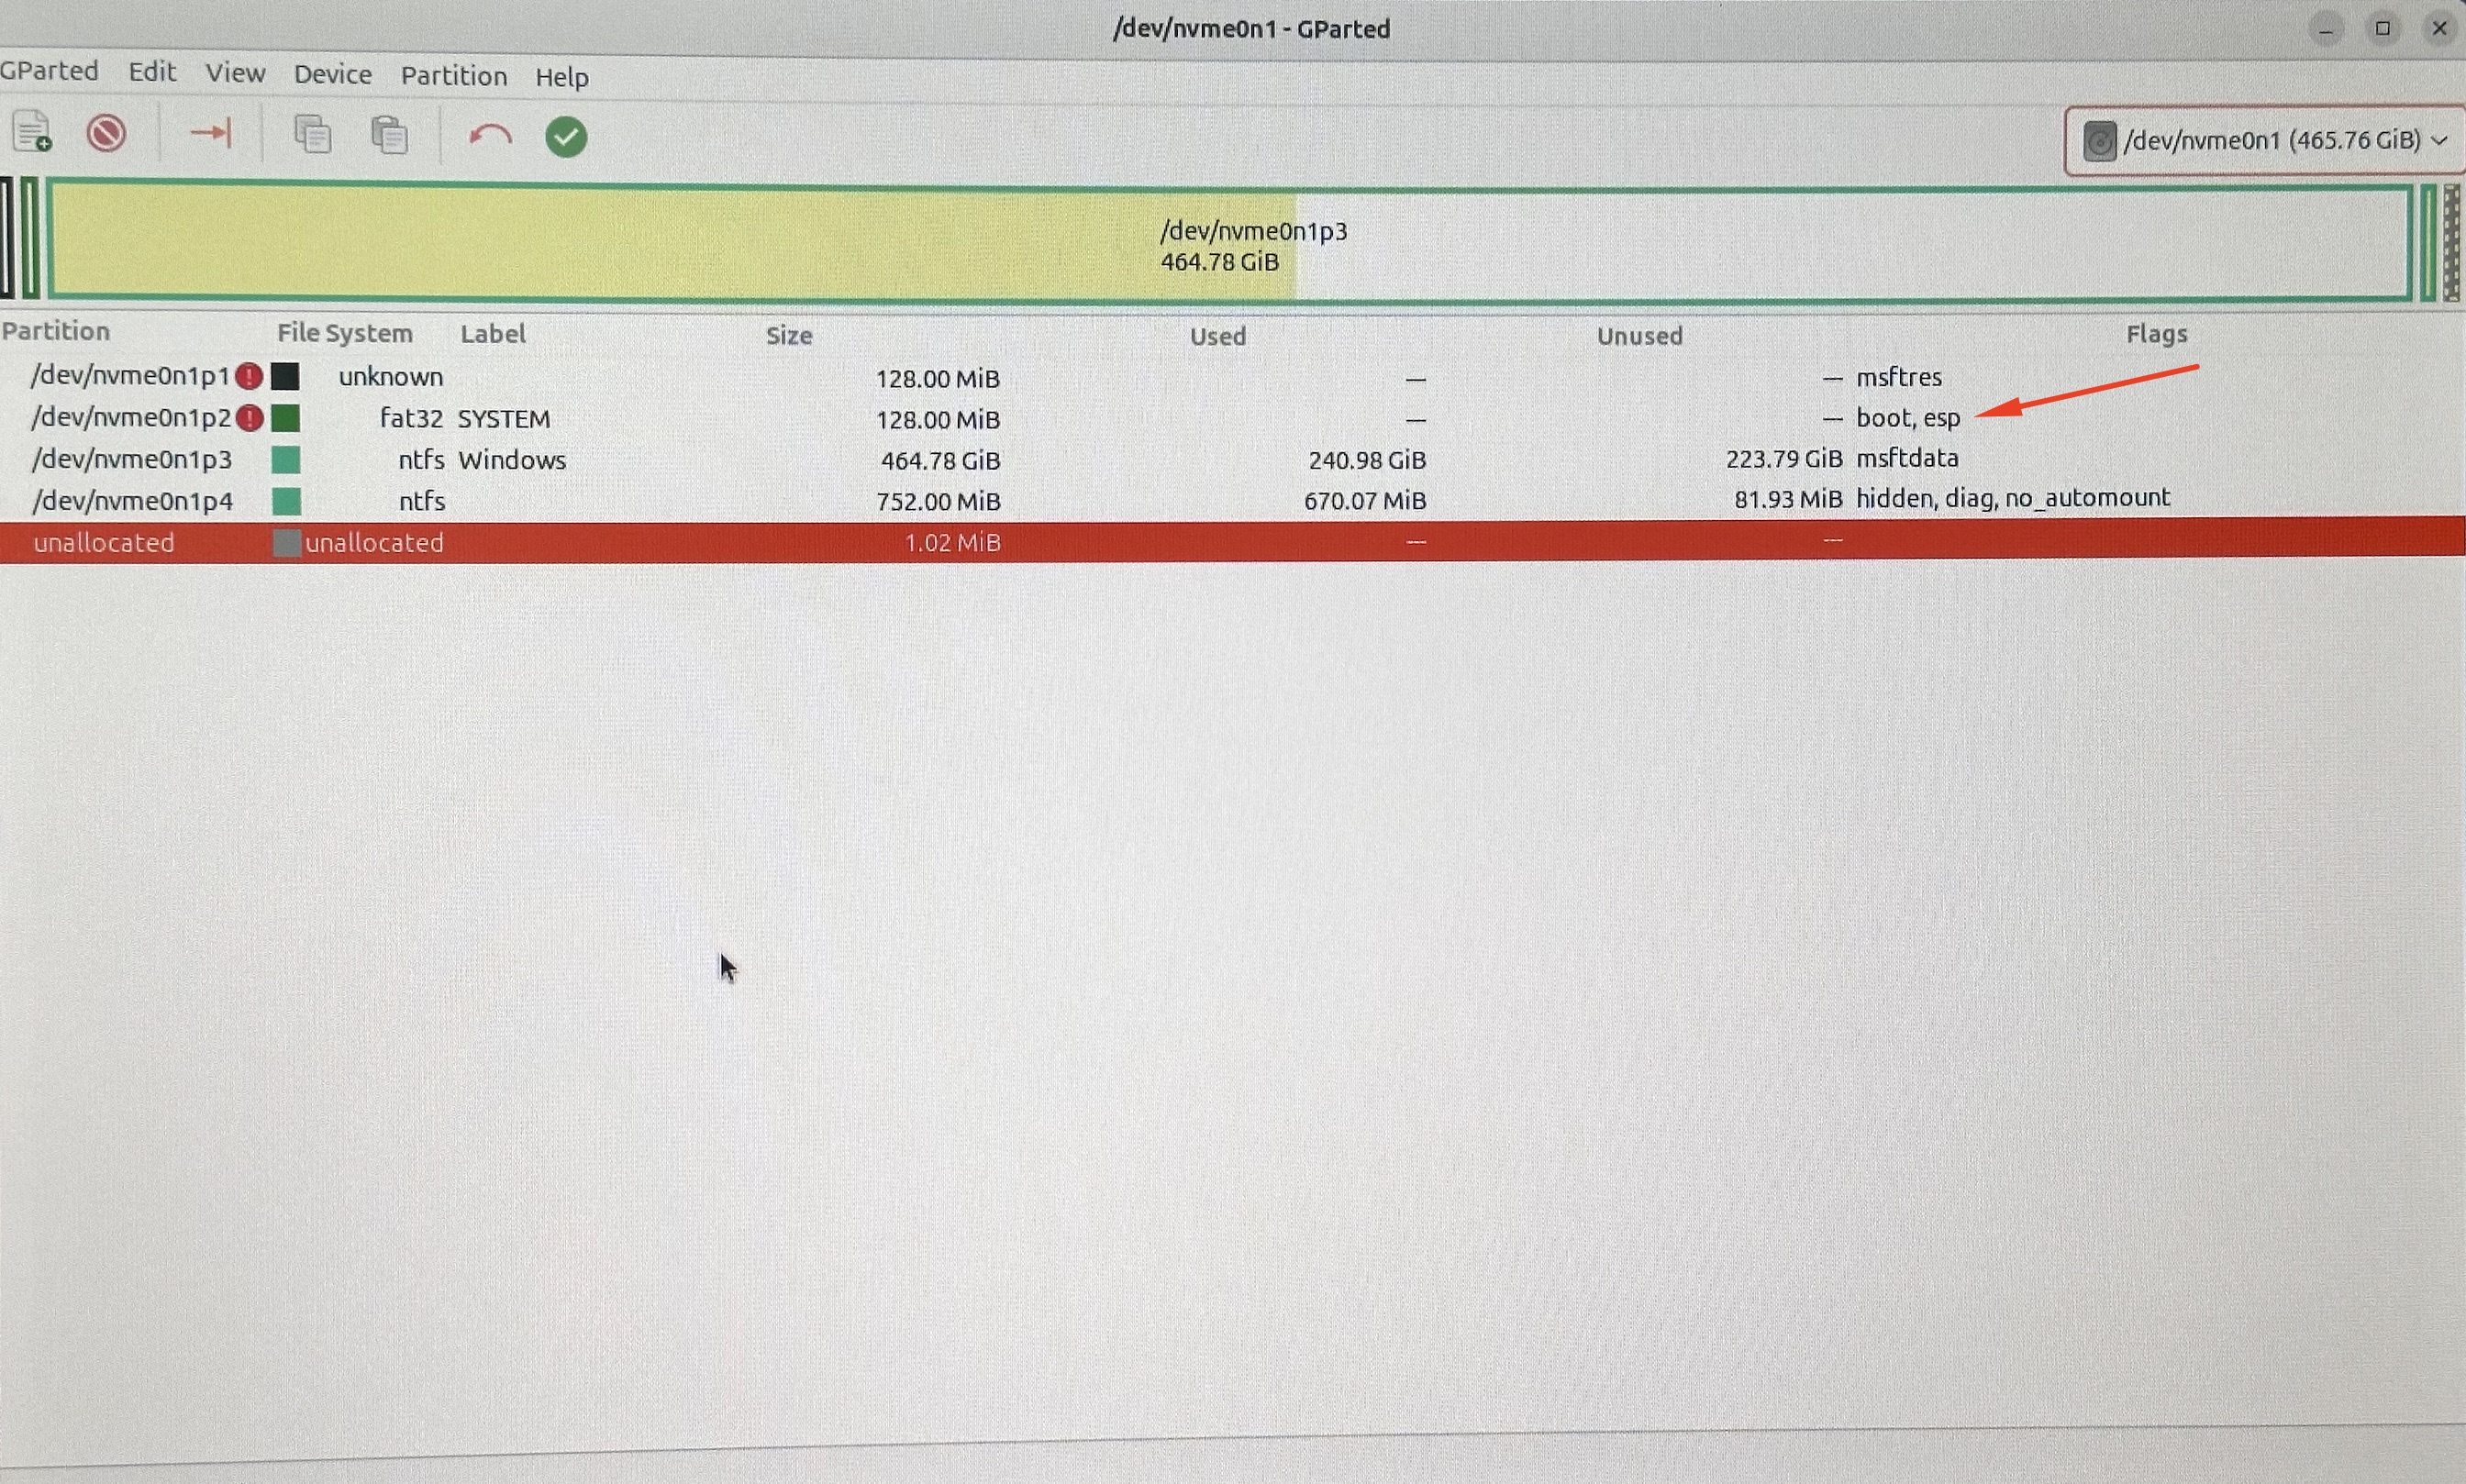 /dev/nvme0n1 - GParted
GParted Edit View Device Partition Help
/dev/nvme0n1 (465.76 GiB)
/dev/nvme0n1p3
464.78 GiB
Partition File System Label Size Used Unused Flags
/dev/nvme0n1p1 unknown 128.00 MiB — — msftres
/dev/nvme0n1p2 fat32 SYSTEM 128.00 MiB — — boot, esp
/dev/nvme0n1p3 ntfs Windows 464.78 GiB 240.98 GiB 223.79 GiB msftdata
/dev/nvme0n1p4 ntfs 752.00 MiB 670.07 MiB 81.93 MiB hidden, diag, no_automount
unallocated unallocated 1.02 MiB — —